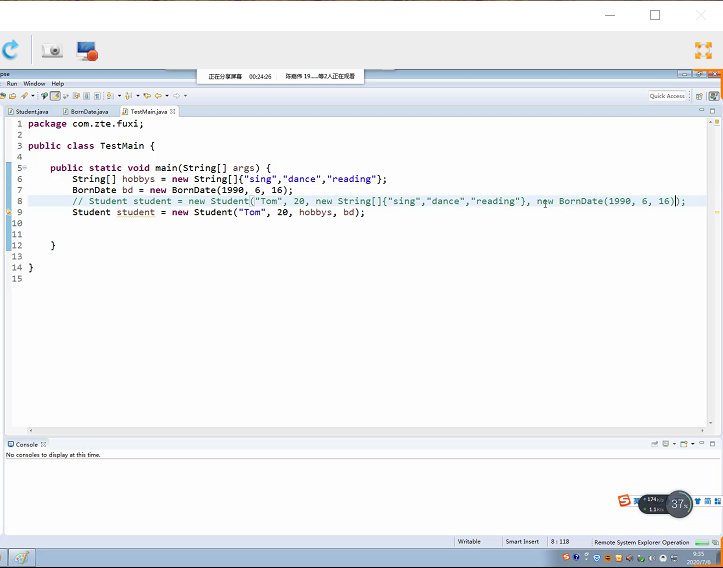 正在分享屏幕 00:24:26 陈庭伟 19......等2人正在观看
pse
Run Window Help
Quick Access
Student.java BornDate.java TestMain.java
1 package com.zte.fuxi;
2
3 public class TestMain {
4
5 public static void main(String[] args) {
6 String[] hobbys = new String[]{"sing","dance","reading"};
7 BornDate bd = new BornDate(1990, 6, 16);
8 // Student student = new Student("Tom", 20, new String[]{"sing","dance","reading"}, new BornDate(1990, 6, 16));
9 Student student = new Student("Tom", 20, hobbys, bd);
10
11
12 }
13
14 }
15
Console
No consoles to display at this time.
英 174K/s 1.1K/s 37% 简
Writable Smart Insert 8 : 118 Remote System Explorer Operation
9:35
2020/7/6